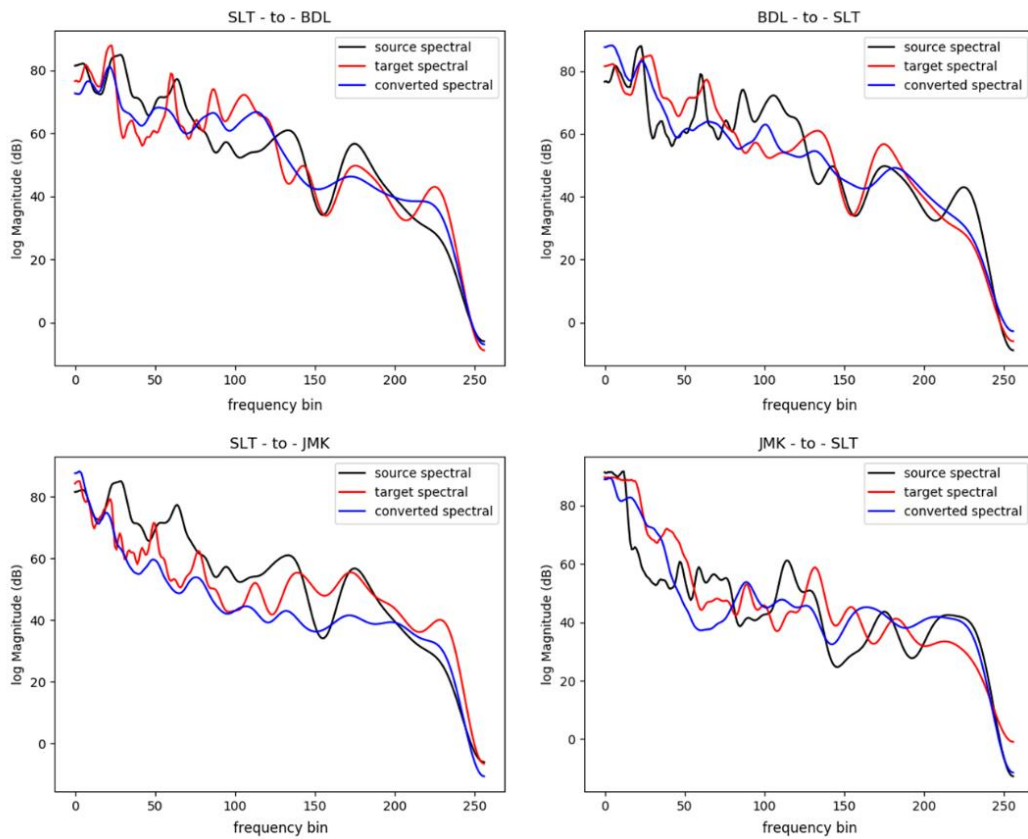 SLT - to - BDL
source spectral
target spectral
converted spectral
80
60
40
20
0
log Magnitude (dB)
0 50 100 150 200 250
frequency bin
BDL - to - SLT
source spectral
target spectral
converted spectral
80
60
40
20
0
log Magnitude (dB)
0 50 100 150 200 250
frequency bin
SLT - to - JMK
source spectral
target spectral
converted spectral
80
60
40
20
0
log Magnitude (dB)
0 50 100 150 200 250
frequency bin
JMK - to - SLT
source spectral
target spectral
converted spectral
80
60
40
20
0
log Magnitude (dB)
0 50 100 150 200 250
frequency bin